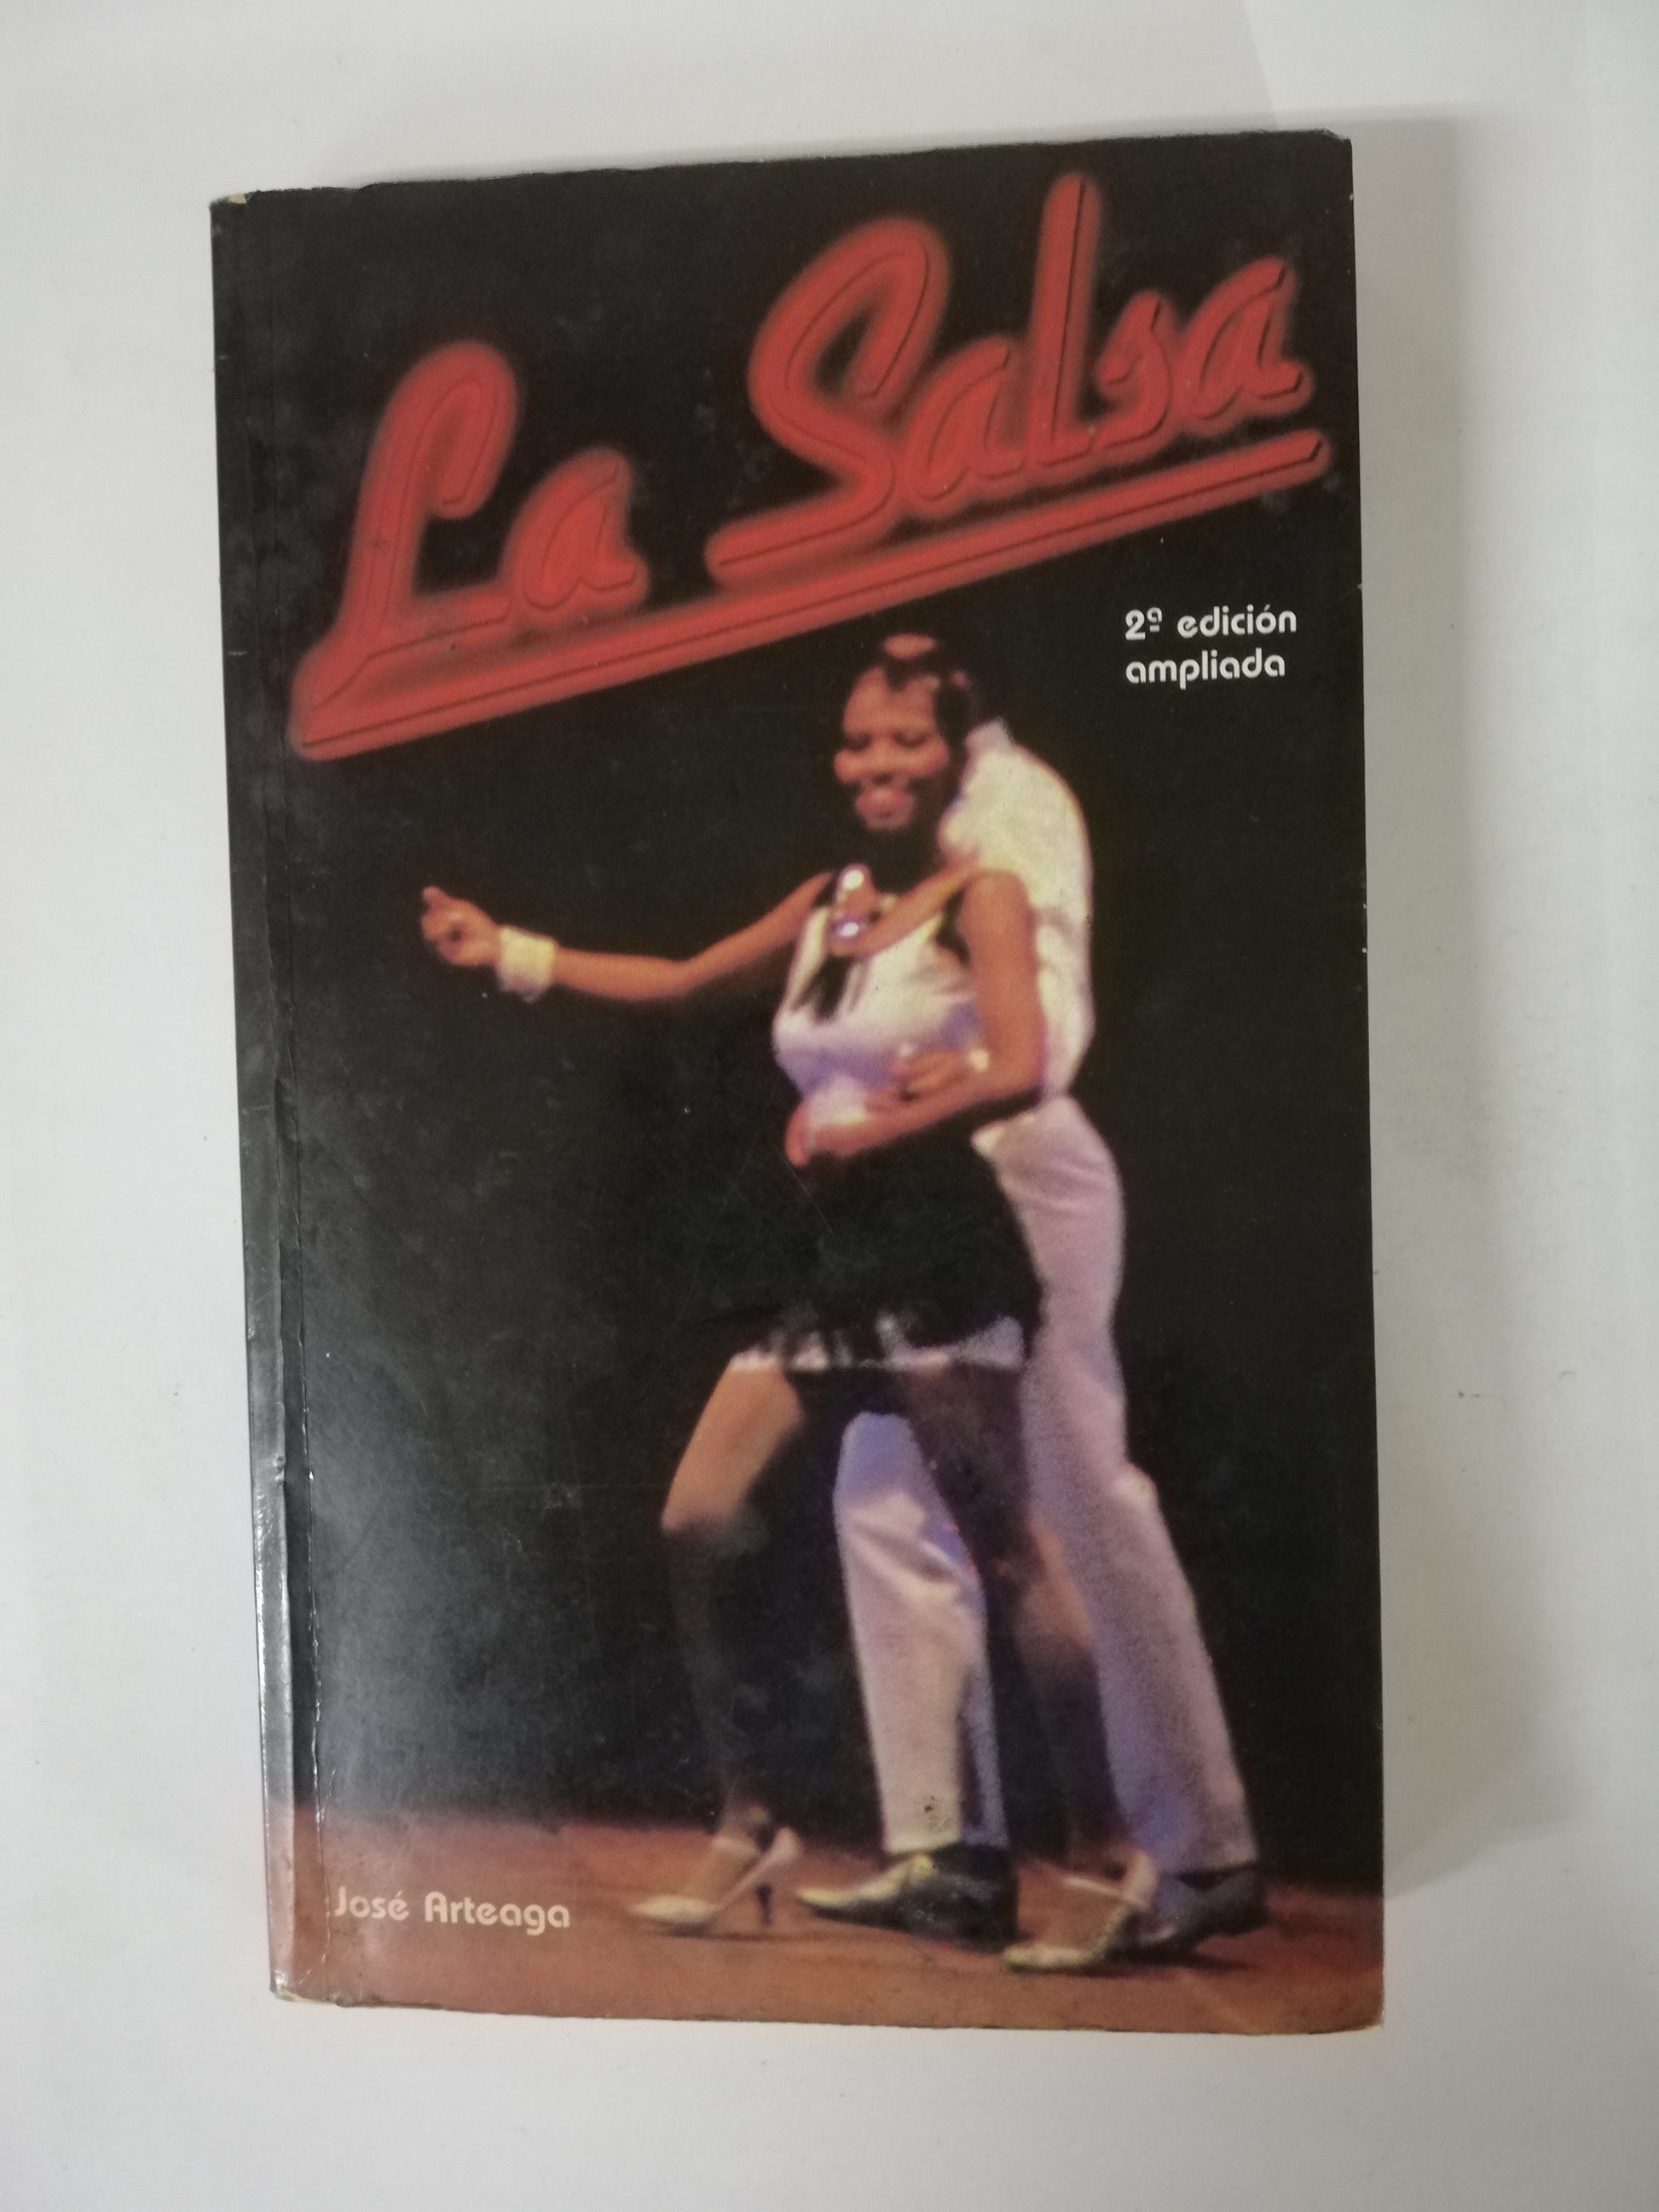 La Salsa
2ª edición
ampliada
José Arteaga